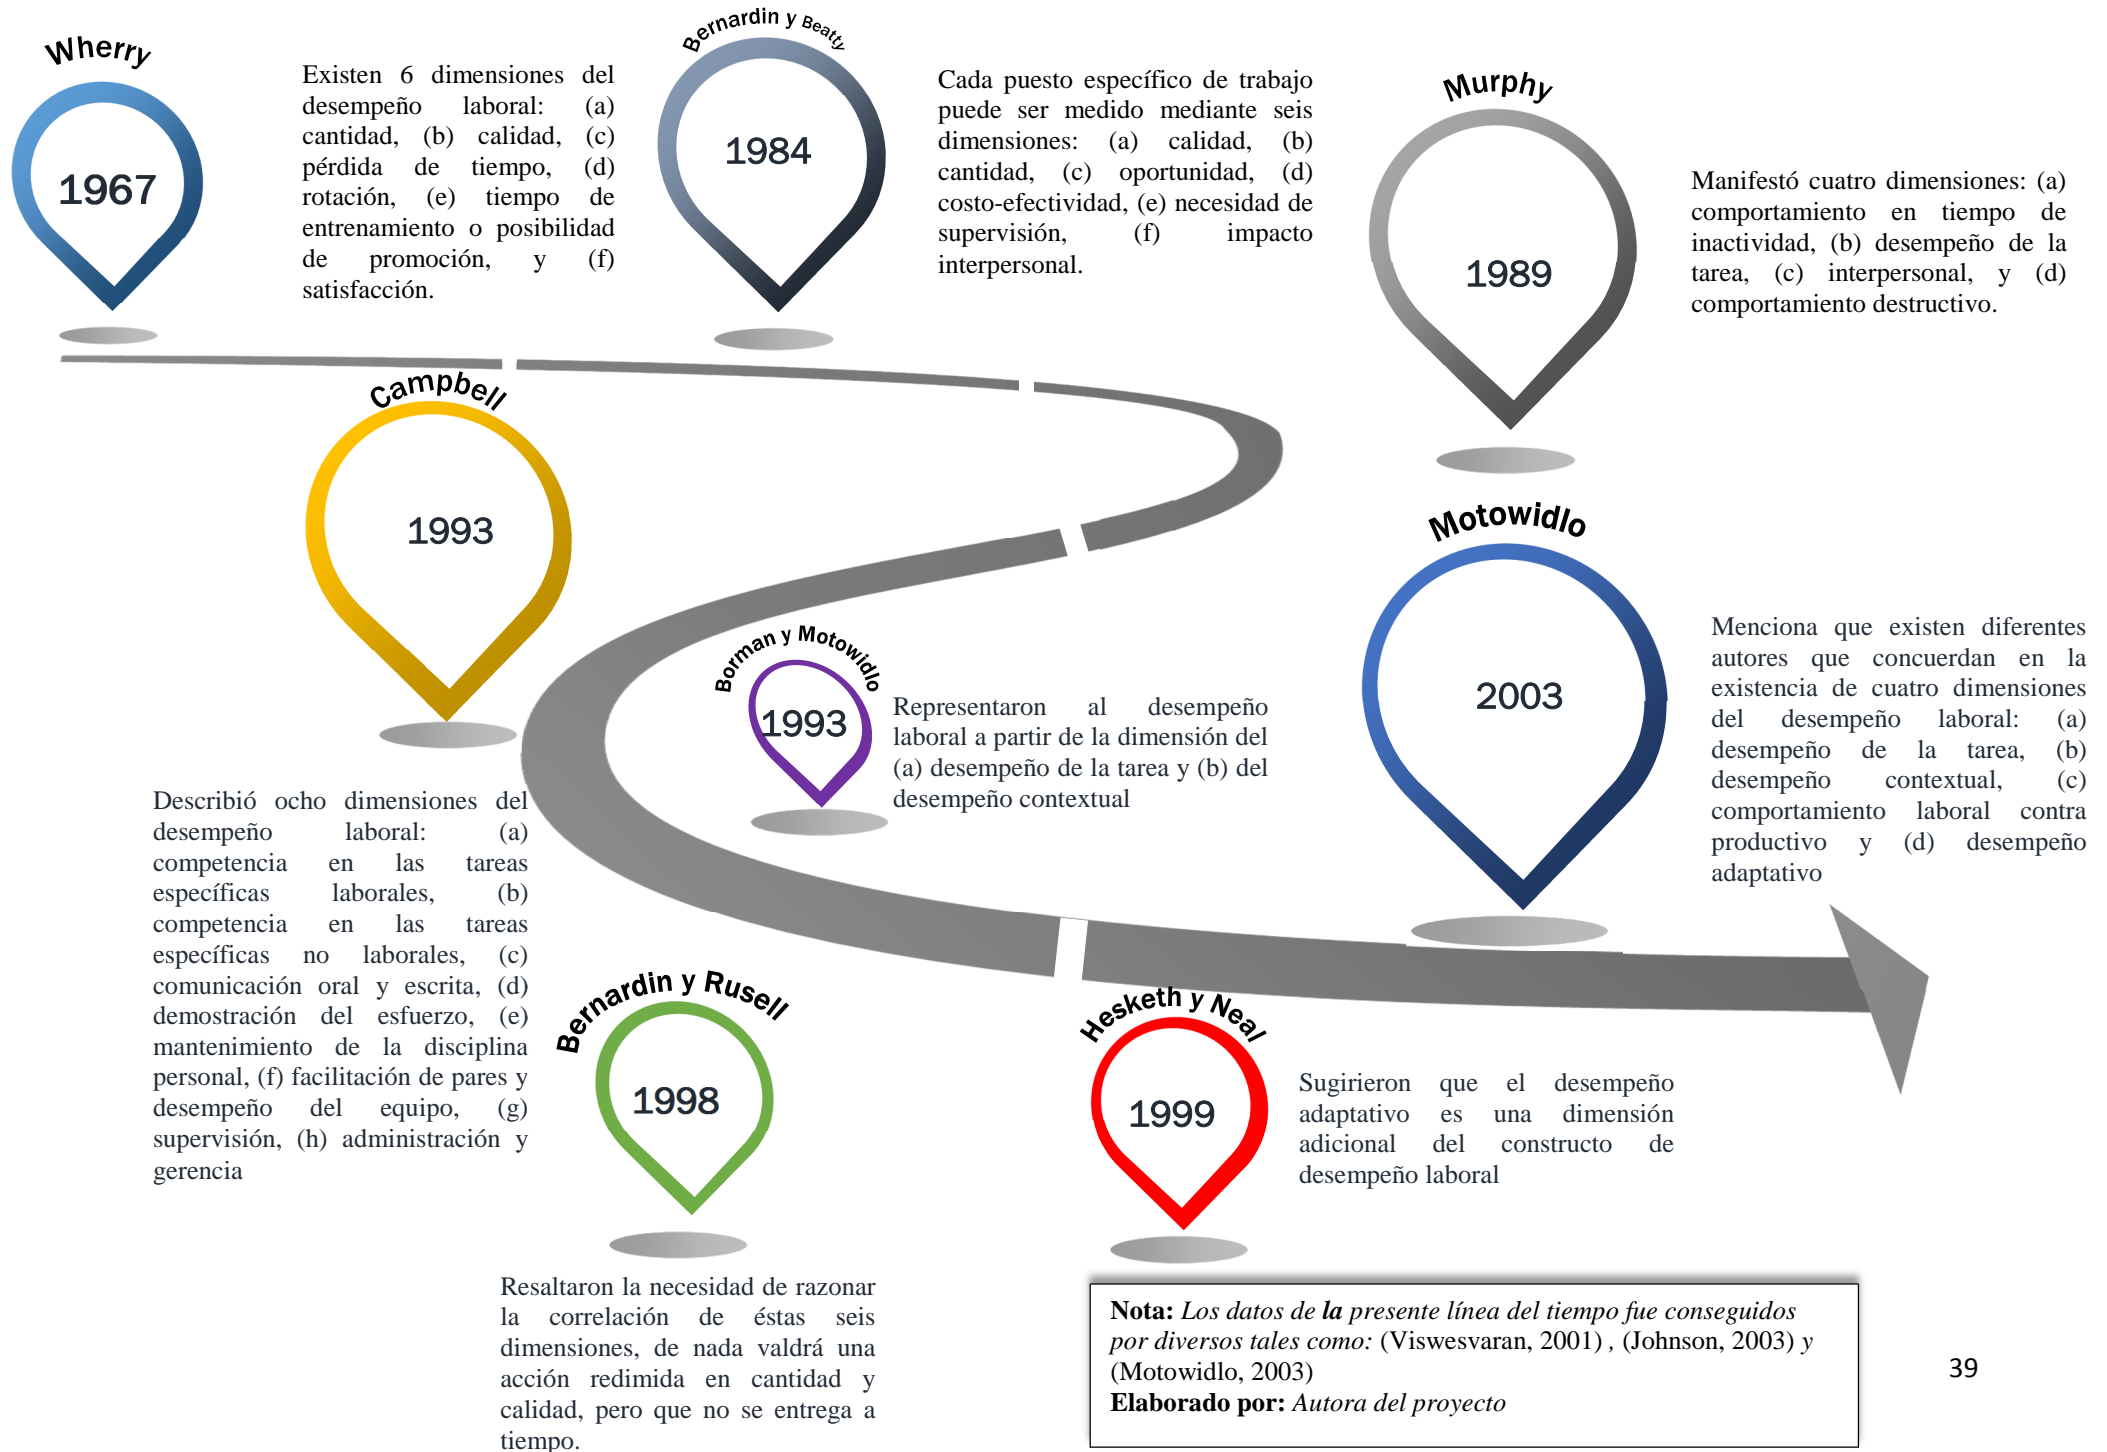 Wherry
1967
Existen 6 dimensiones del
desempeño laboral: (a)
cantidad, (b) calidad, (c)
pérdida de tiempo, (d)
rotación, (e) tiempo de
entrenamiento o posibilidad
de promoción, y (f)
satisfacción.
Bernardin y Beatty
1984
Cada puesto específico de trabajo
puede ser medido mediante seis
dimensiones: (a) calidad, (b)
cantidad, (c) oportunidad, (d)
costo-efectividad, (e) necesidad de
supervisión, (f) impacto
interpersonal.
Murphy
1989
Manifestó cuatro dimensiones: (a)
comportamiento en tiempo de
inactividad, (b) desempeño de la
tarea, (c) interpersonal, y (d)
comportamiento destructivo.
Campbell
1993
Describió ocho dimensiones del
desempeño laboral: (a)
competencia en las tareas
específicas laborales, (b)
competencia en las tareas
específicas no laborales, (c)
comunicación oral y escrita, (d)
demostración del esfuerzo, (e)
mantenimiento de la disciplina
personal, (f) facilitación de pares y
desempeño del equipo, (g)
supervisión, (h) administración y
gerencia
Borman y Motowidlo
1993
Representaron al desempeño
laboral a partir de la dimensión del
(a) desempeño de la tarea y (b) del
desempeño contextual
Motowidlo
2003
Menciona que existen diferentes
autores que concuerdan en la
existencia de cuatro dimensiones
del desempeño laboral: (a)
desempeño de la tarea, (b)
desempeño contextual, (c)
comportamiento laboral contra
productivo y (d) desempeño
adaptativo
Bernardin y Rusell
1998
Resaltaron la necesidad de razonar
la correlación de éstas seis
dimensiones, de nada valdrá una
acción redimida en cantidad y
calidad, pero que no se entrega a
tiempo.
Hesketh y Neal
1999
Sugirieron que el desempeño
adaptativo es una dimensión
adicional del constructo de
desempeño laboral
Nota: Los datos de la presente línea del tiempo fue conseguidos
por diversos tales como: (Viswesvaran, 2001) , (Johnson, 2003) y
(Motowidlo, 2003)
Elaborado por: Autora del proyecto
39